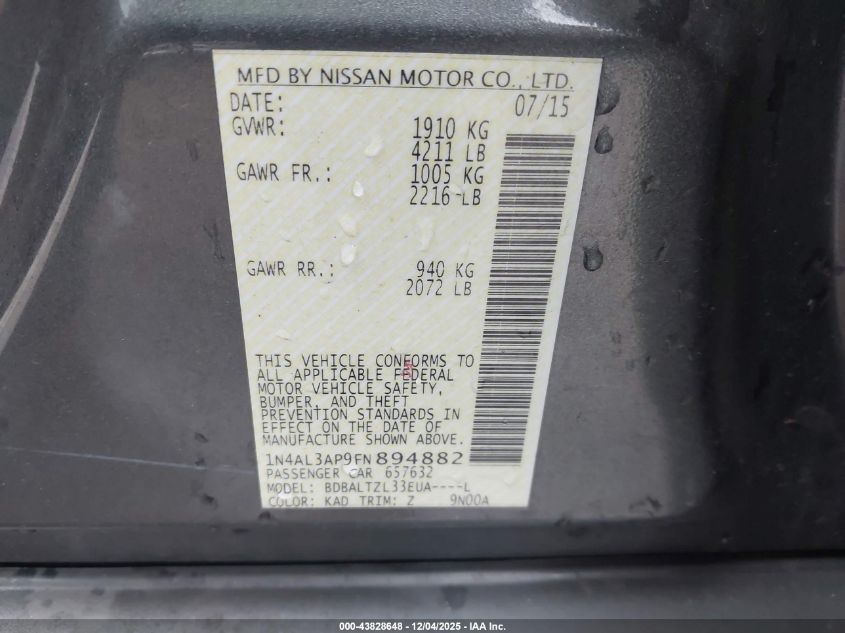 MFD BY NISSAN MOTOR CO., LTD.
DATE: 07/15
GVWR: 1910 KG
4211 LB
GAWR FR.: 1005 KG
2216 LB
GAWR RR.: 940 KG
2072 LB
THIS VEHICLE CONFORMS TO
ALL APPLICABLE FEDERAL
MOTOR VEHICLE SAFETY,
BUMPER, AND THEFT
PREVENTION STANDARDS IN
EFFECT ON THE DATE OF
MANUFACTURE SHOWN ABOVE.
1N4AL3AP9FN894882
PASSENGER CAR 657632
MODEL: BDBALTZL33EUA----L
COLOR: KAD TRIM: Z 9N00A
000-43828648 - 12/04/2025 - IAA Inc.